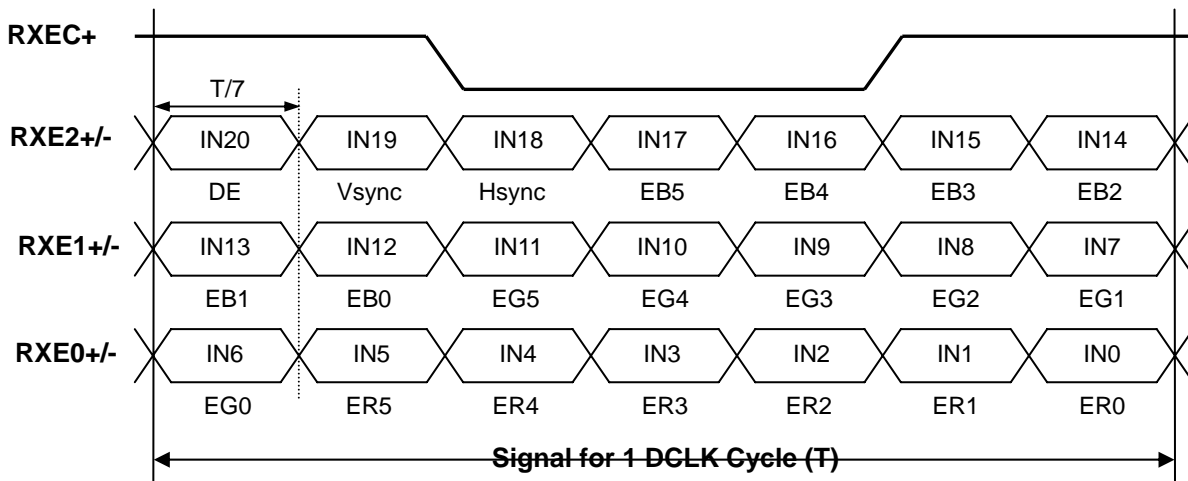 RXEC+
T/7
RXE2+/- IN20 IN19 IN18 IN17 IN16 IN15 IN14
DE Vsync Hsync EB5 EB4 EB3 EB2
RXE1+/- IN13 IN12 IN11 IN10 IN9 IN8 IN7
EB1 EB0 EG5 EG4 EG3 EG2 EG1
RXE0+/- IN6 IN5 IN4 IN3 IN2 IN1 IN0
EG0 ER5 ER4 ER3 ER2 ER1 ER0
Signal for 1 DCLK Cycle (T)